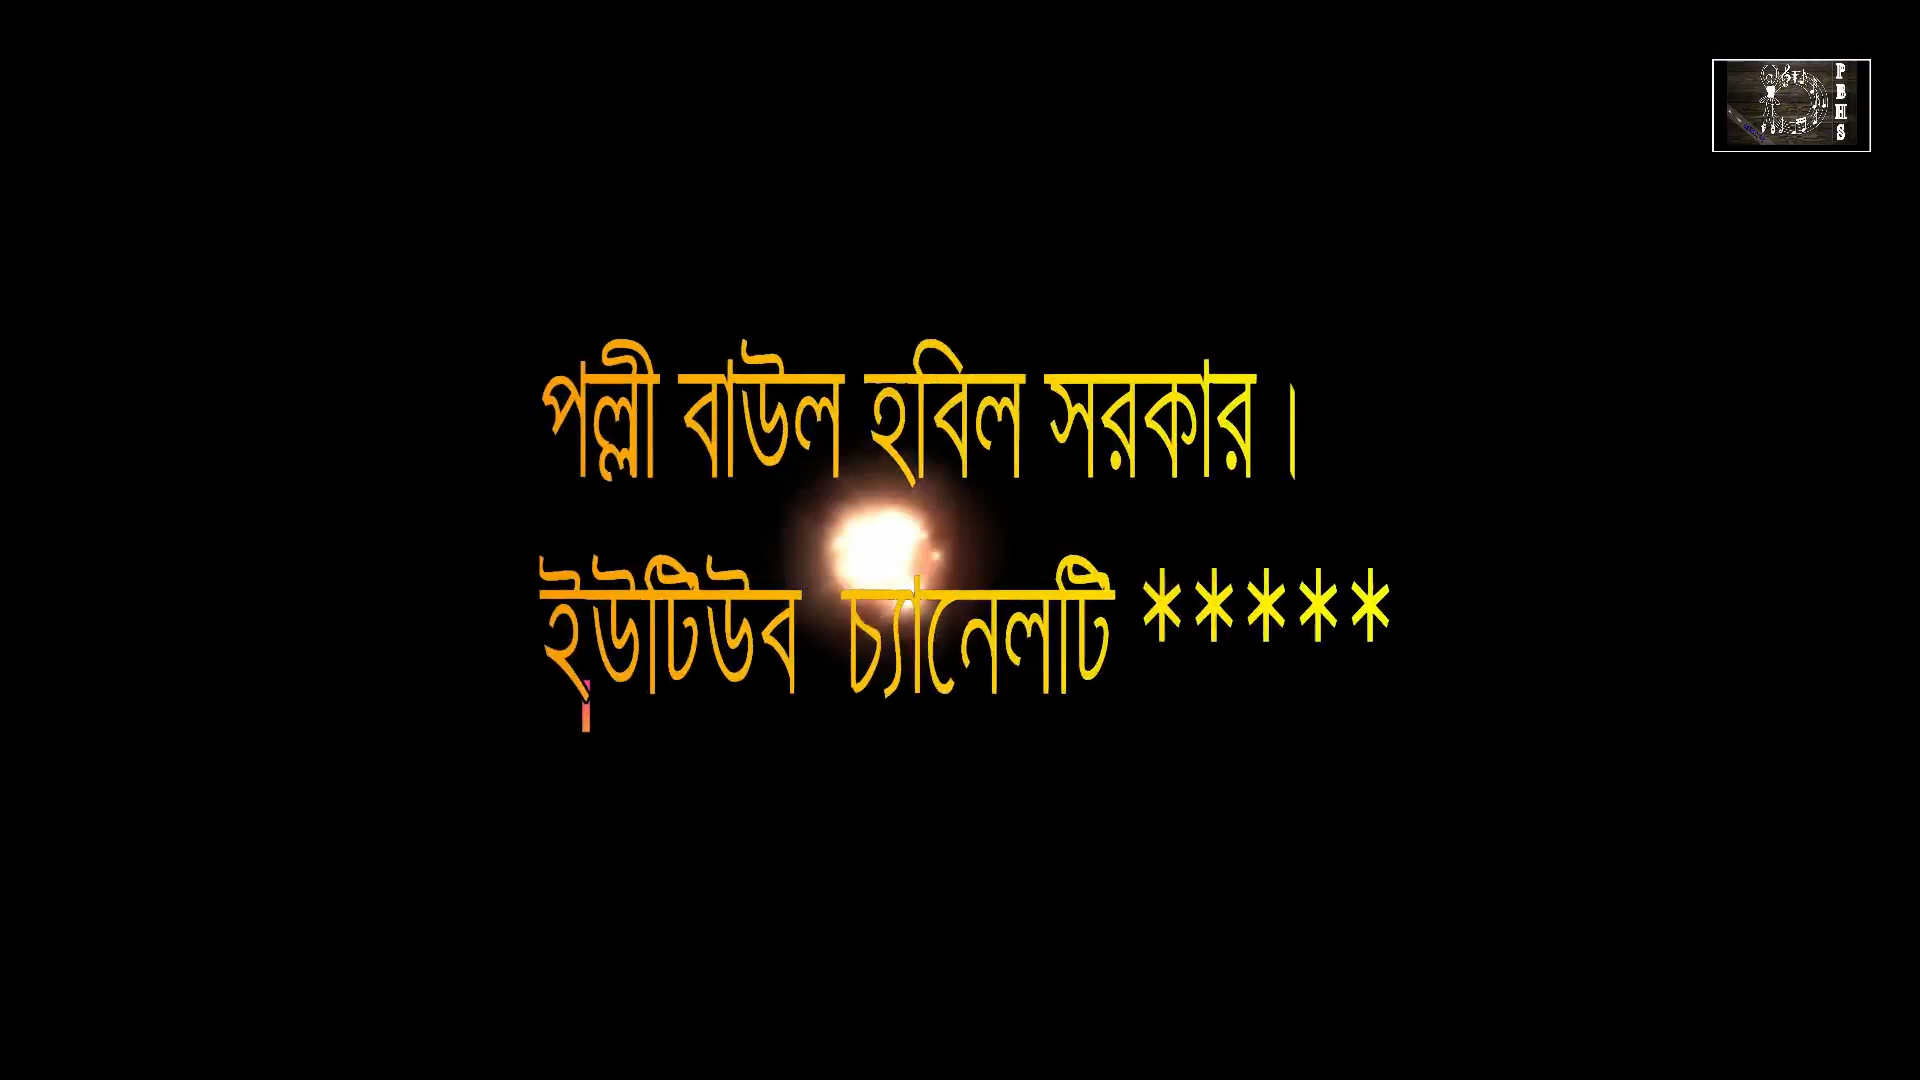 পল্লী বাউল হবিল সরকার।
ইউটিউব চ্যানেলটি *****
P
B
H
S